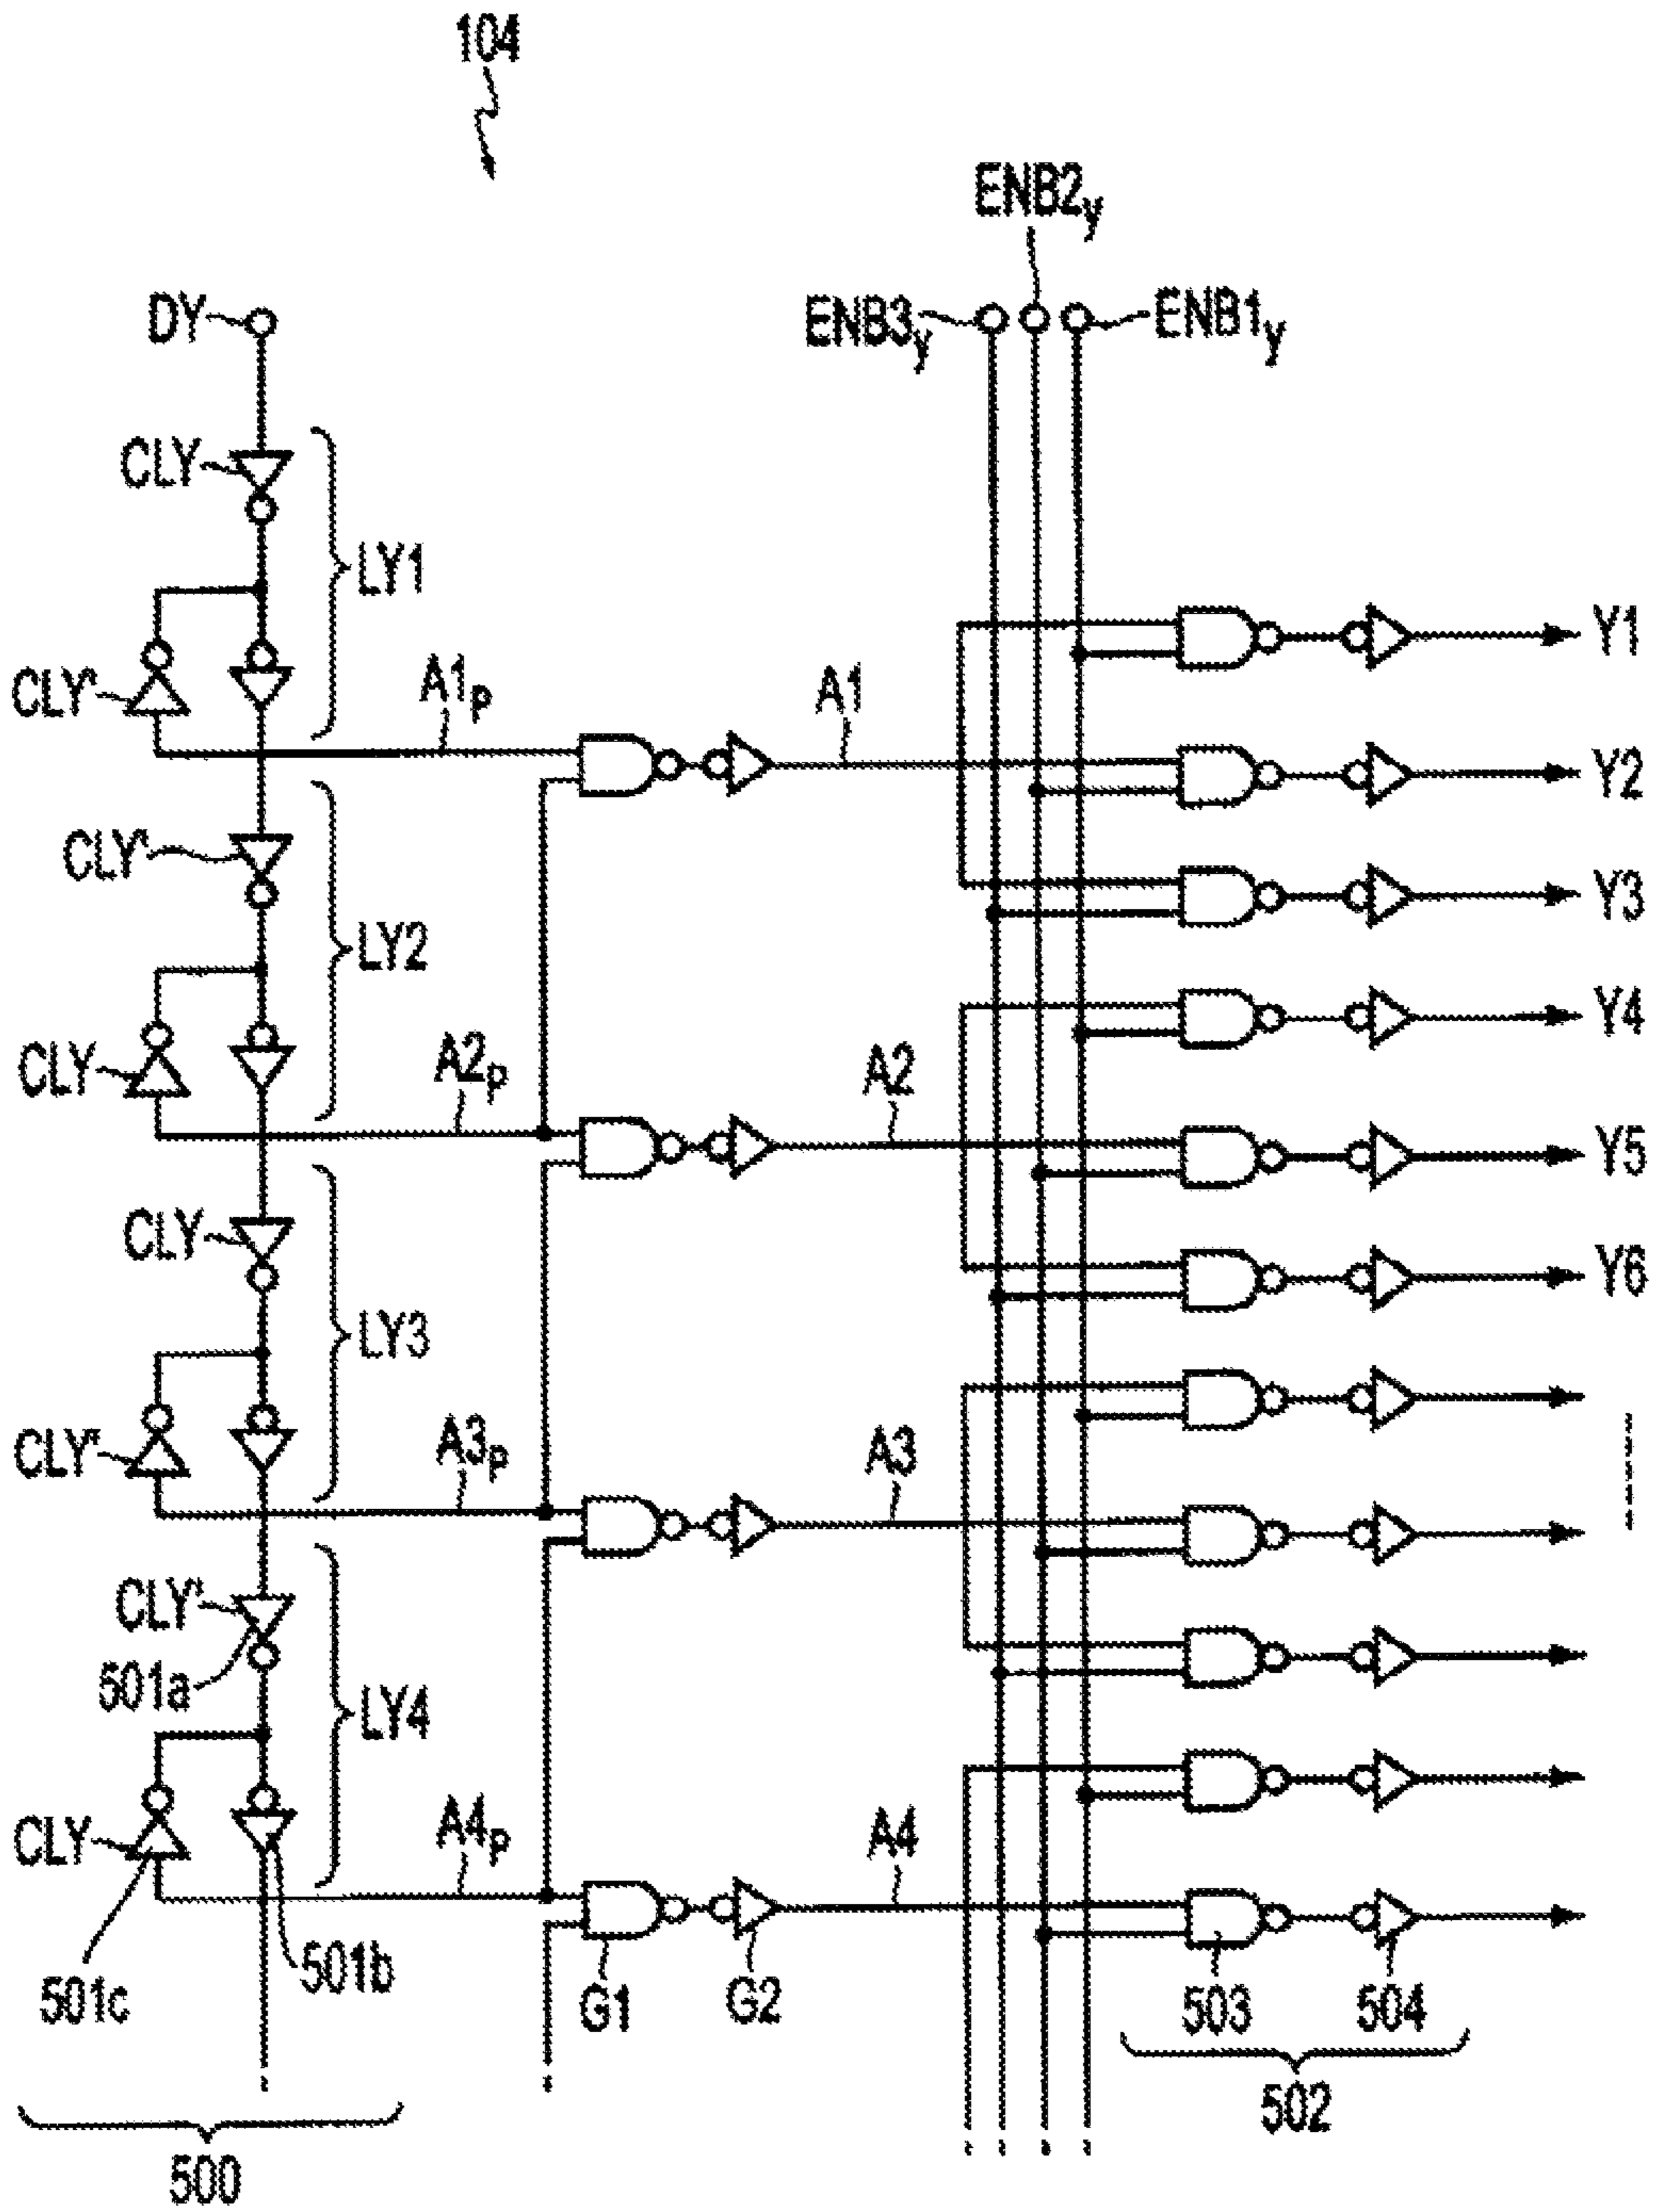 104
ENB2y
DY
ENB3y
ENB1y
CLY
LY1
Y1
CLY'
A1p
A1
Y2
CLY'
Y3
LY2
Y4
CLY
A2p
A2
Y5
CLY
Y6
LY3
CLY'
A3p
A3
CLY'
501a
LY4
CLY
A4p
A4
501c
501b
G1
G2
503
504
502
500